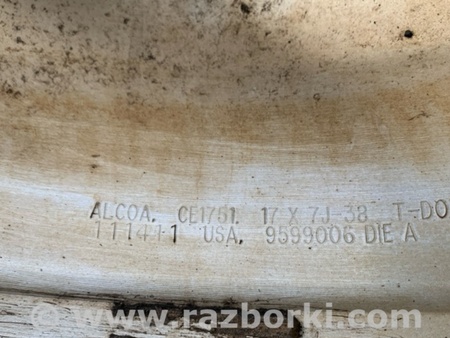 ALCOA. CE1751. 17 X 7J-38 T-DO
111411 USA. 9599006 DIE A
www.razborki.com